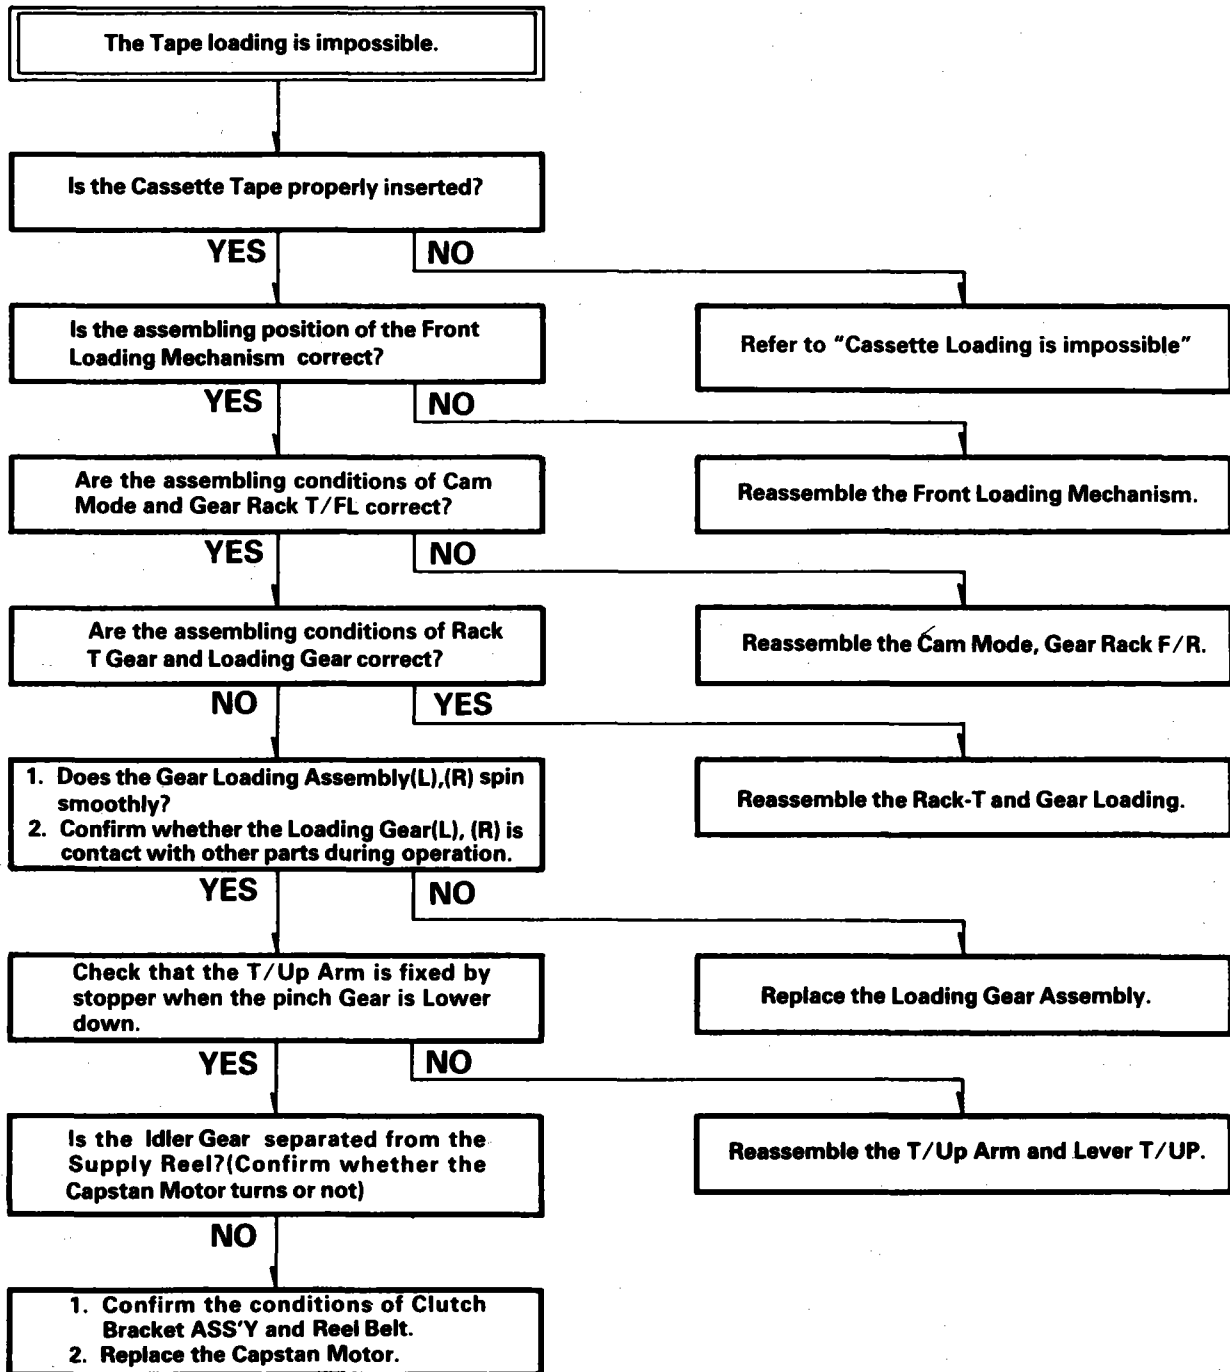 The Tape loading is impossible.
Is the Cassette Tape properly inserted?
YES
NO
Is the assembling position of the Front
Loading Mechanism correct?
Refer to "Cassette Loading is impossible"
YES
NO
Are the assembling conditions of Cam
Mode and Gear Rack T/FL correct?
Reassemble the Front Loading Mechanism.
YES
NO
Are the assembling conditions of Rack
T Gear and Loading Gear correct?
Reassemble the Cam Mode, Gear Rack F/R.
NO
YES
1. Does the Gear Loading Assembly(L),(R) spin
smoothly?
2. Confirm whether the Loading Gear(L), (R) is
contact with other parts during operation.
Reassemble the Rack-T and Gear Loading.
YES
NO
Check that the T/Up Arm is fixed by
stopper when the pinch Gear is Lower
down.
Replace the Loading Gear Assembly.
YES
NO
Is the Idler Gear separated from the
Supply Reel?(Confirm whether the
Capstan Motor turns or not)
Reassemble the T/Up Arm and Lever T/UP.
NO
1. Confirm the conditions of Clutch
Bracket ASS'Y and Reel Belt.
2. Replace the Capstan Motor.